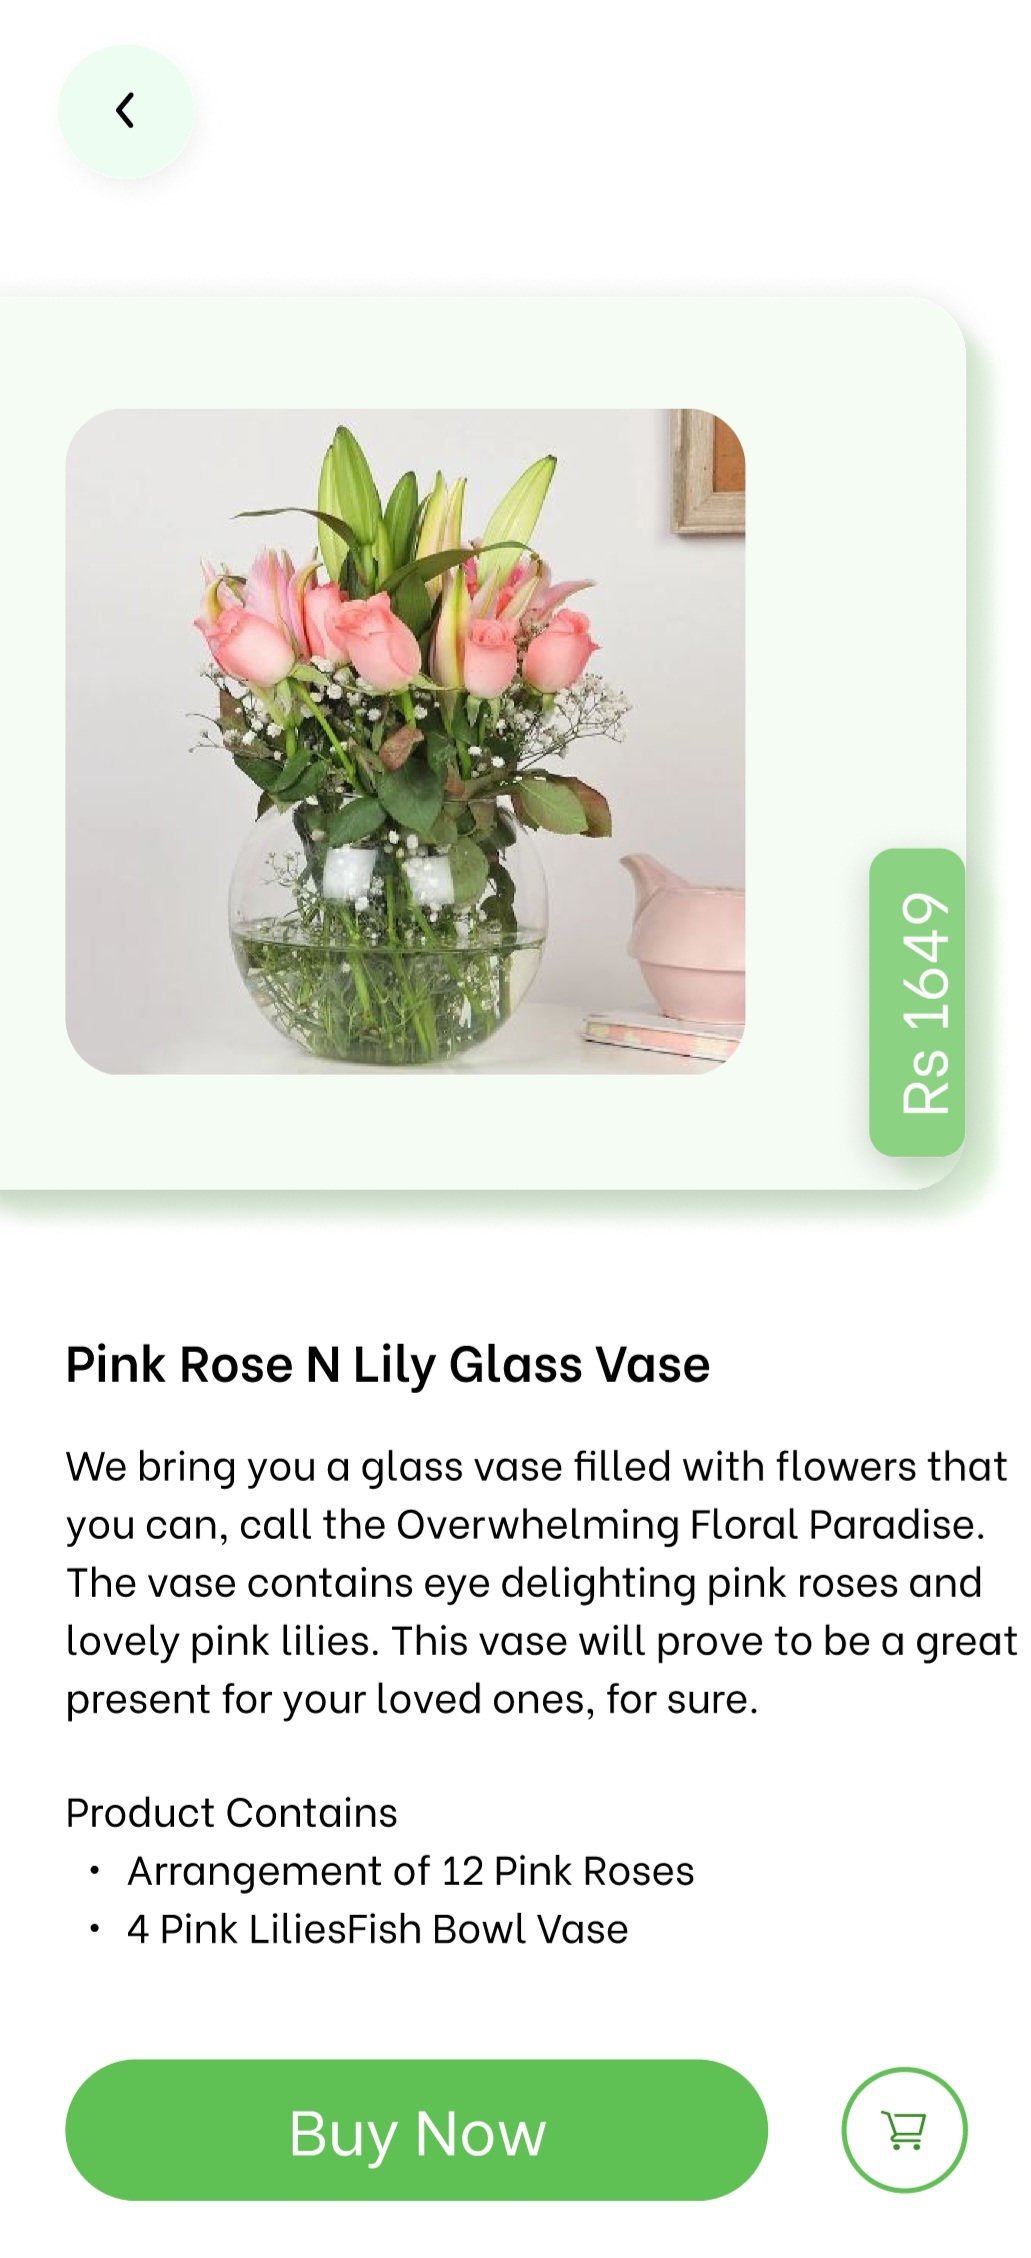 Rs 1649
Pink Rose N Lily Glass Vase
We bring you a glass vase filled with flowers that
you can, call the Overwhelming Floral Paradise.
The vase contains eye delighting pink roses and
lovely pink lilies. This vase will prove to be a great
present for your loved ones, for sure.
Product Contains
• Arrangement of 12 Pink Roses
• 4 Pink LiliesFish Bowl Vase
Buy Now